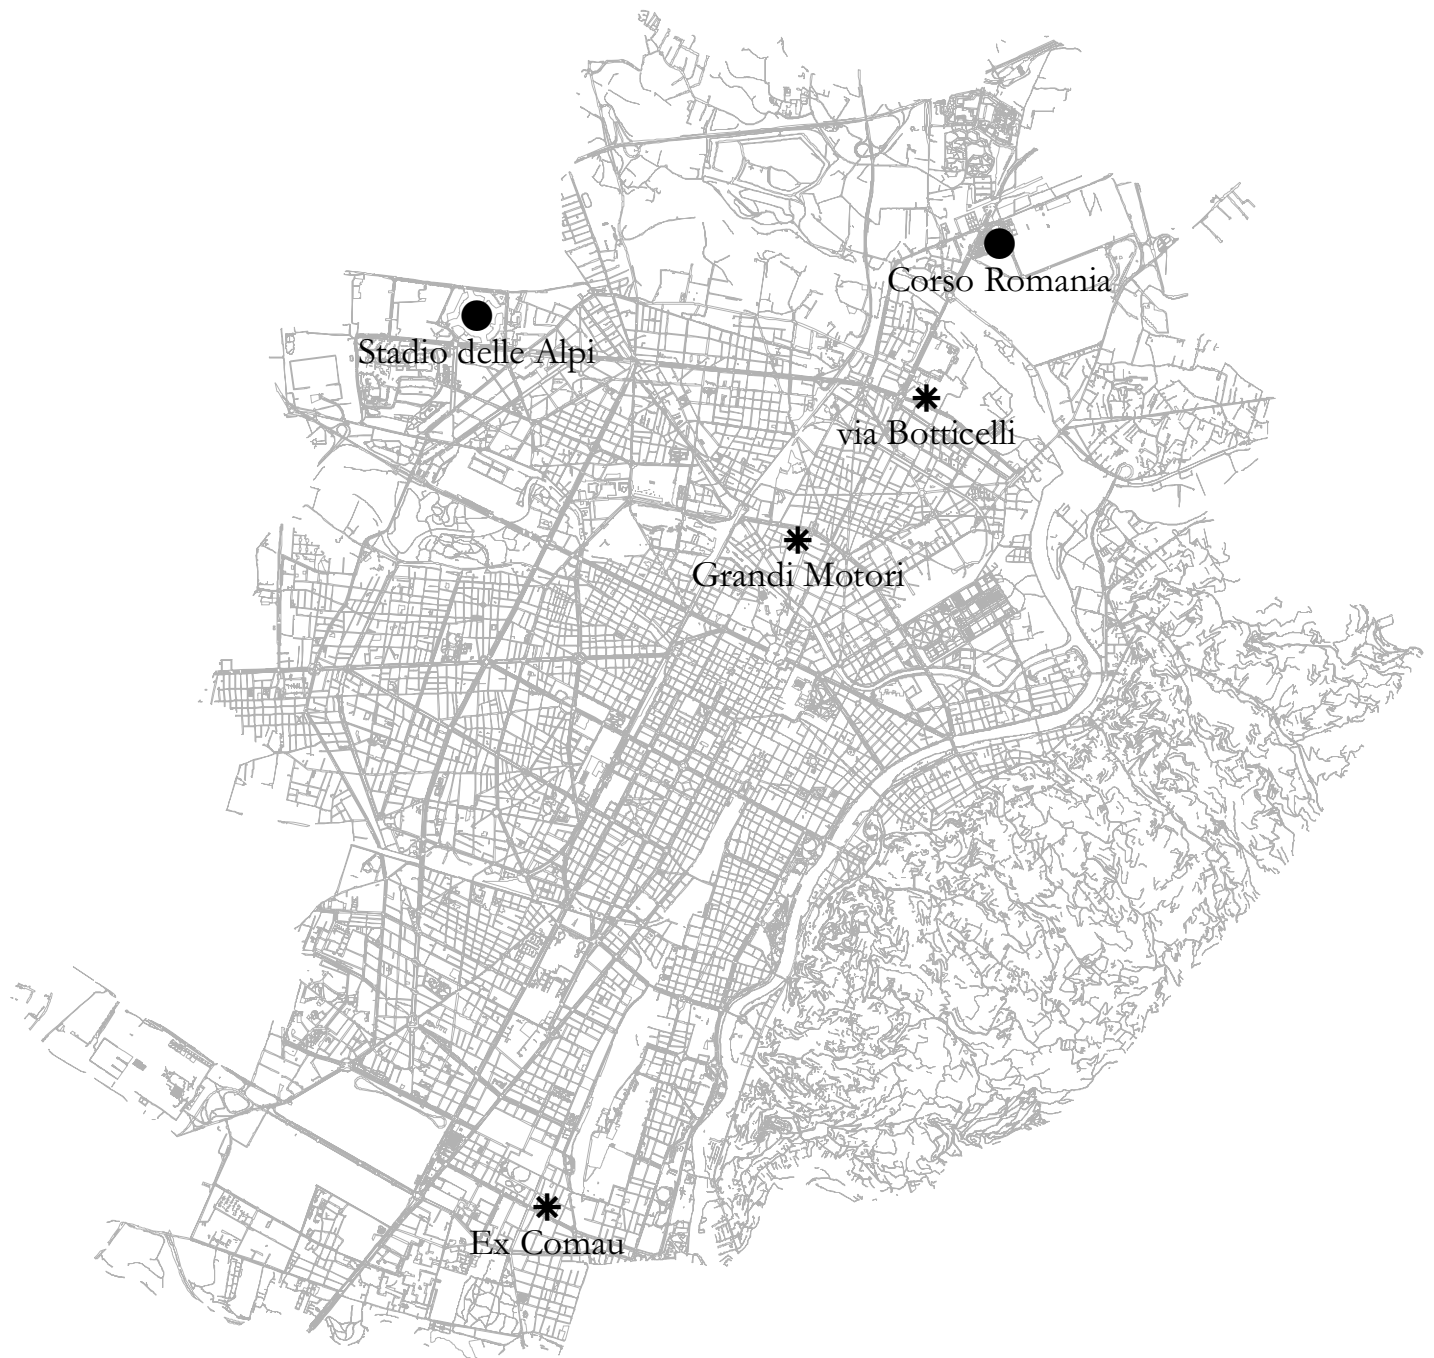 Corso Romania
Stadio delle Alpi
via Botticelli
Grandi Motori
Ex Comau